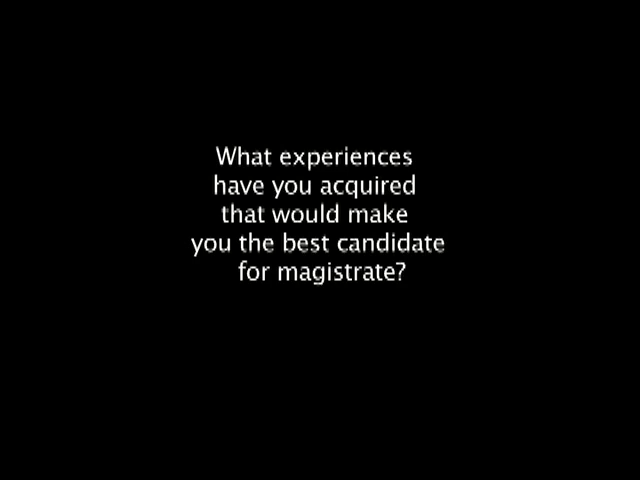 What experiences
have you acquired
that would make
you the best candidate
for magistrate?